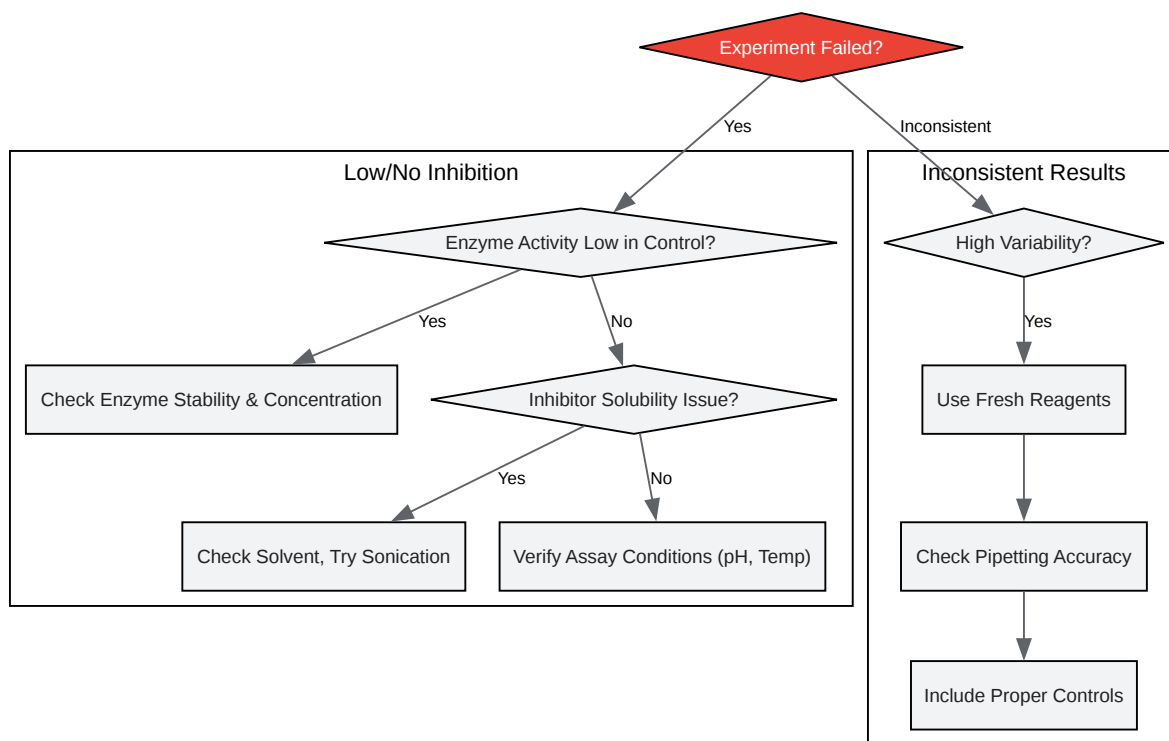 Experiment Failed?
Yes
Inconsistent
Low/No Inhibition
Inconsistent Results
Enzyme Activity Low in Control?
High Variability?
Yes
No
Yes
Check Enzyme Stability & Concentration
Inhibitor Solubility Issue?
Use Fresh Reagents
Yes
No
Check Solvent, Try Sonication
Verify Assay Conditions (pH, Temp)
Check Pipetting Accuracy
Include Proper Controls